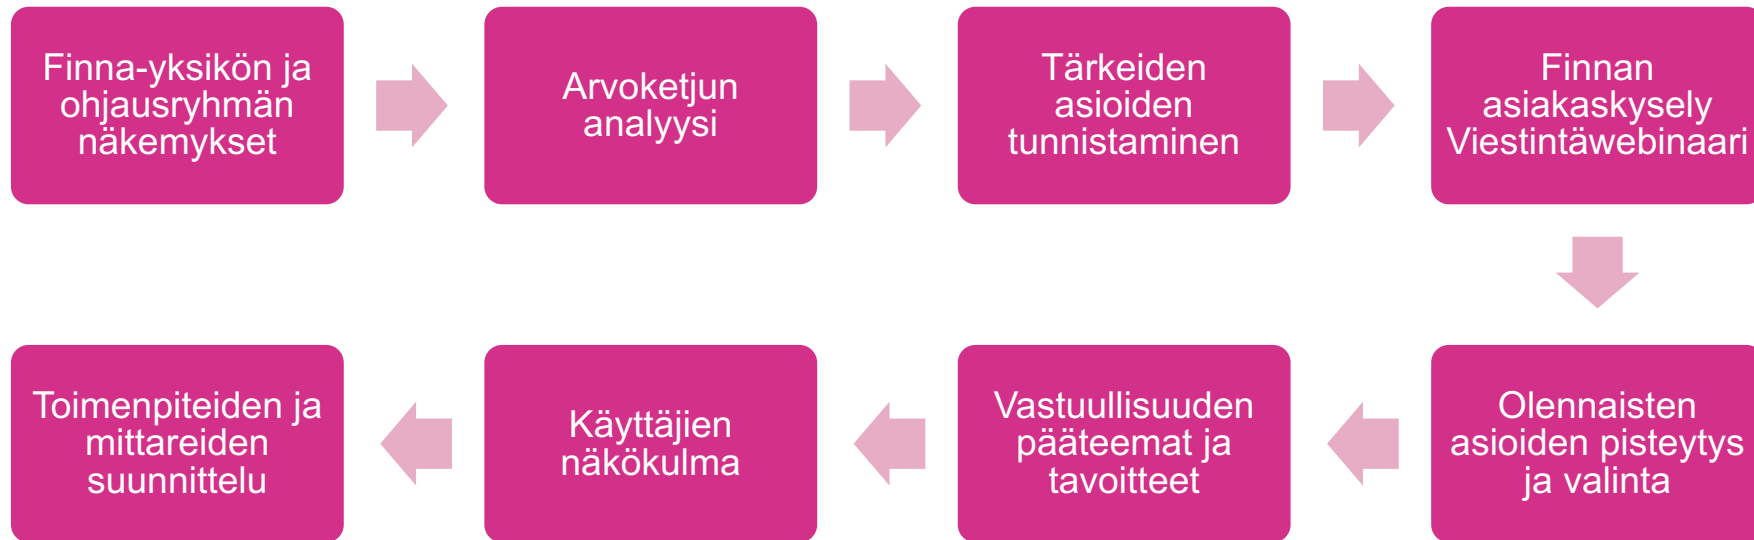 Finna-yksikön ja
ohjausryhmän
näkemykset
Arvoketjun
analyysi
Tärkeiden
asioiden
tunnistaminen
Finnan
asiakaskysely
Viestintäwebinaari
Olennaisten
asioiden pisteytys
ja valinta
Vastuullisuuden
pääteemat ja
tavoitteet
Käyttäjien
näkökulma
Toimenpiteiden ja
mittareiden
suunnittelu